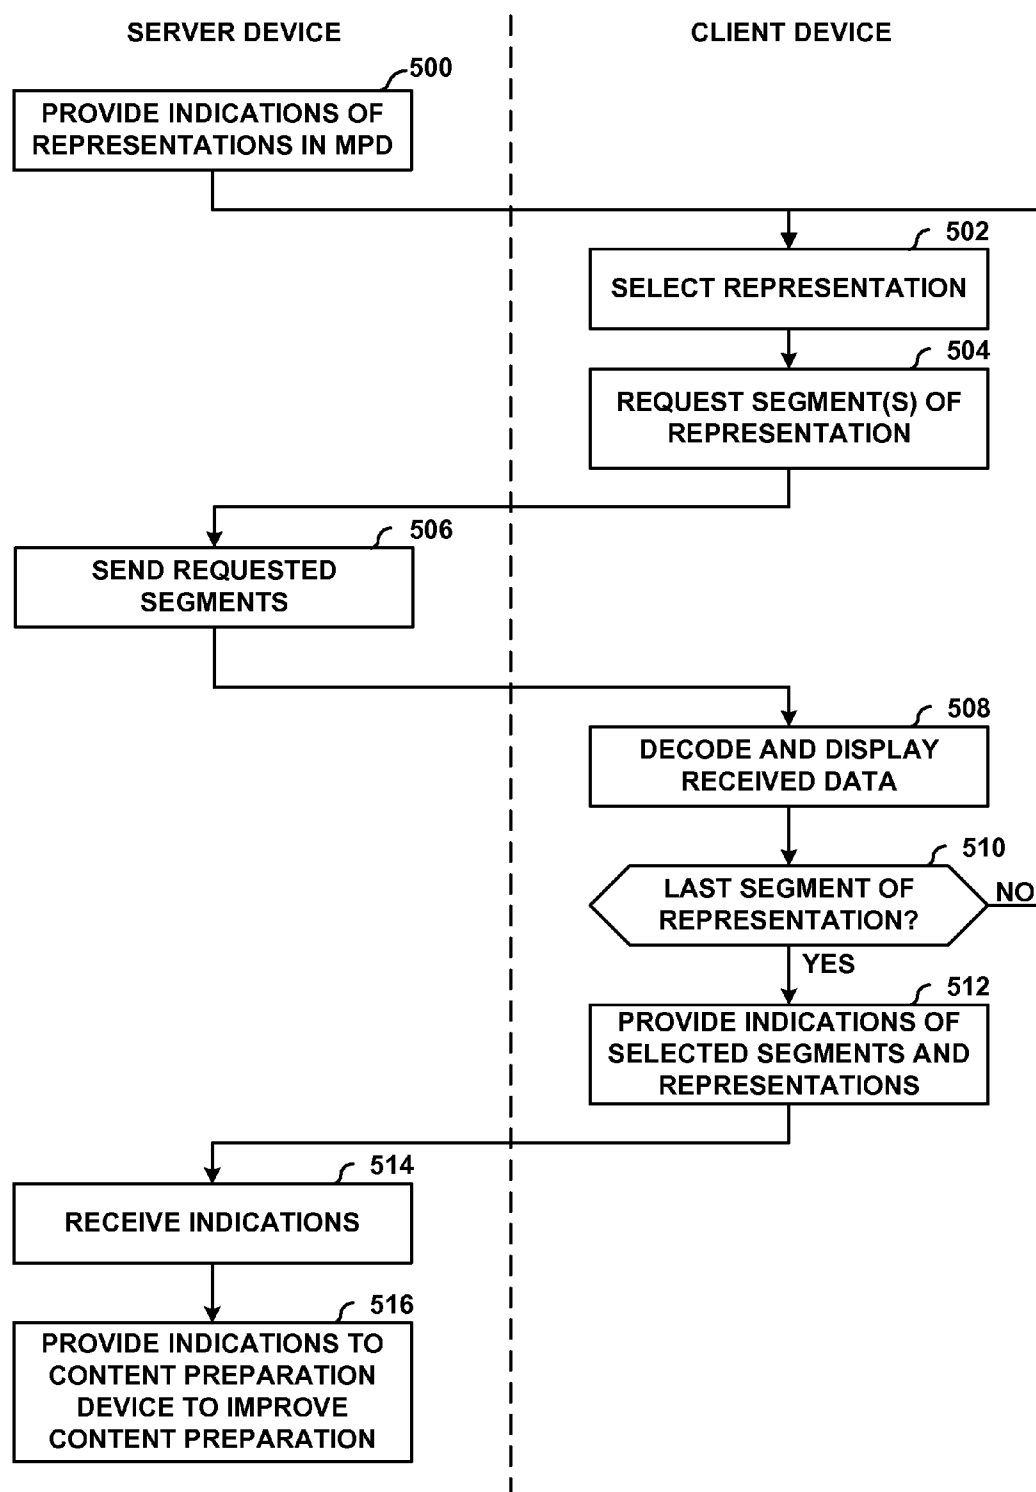 SERVER DEVICE
CLIENT DEVICE
500
PROVIDE INDICATIONS OF
REPRESENTATIONS IN MPD
502
SELECT REPRESENTATION
504
REQUEST SEGMENT(S) OF
REPRESENTATION
506
SEND REQUESTED
SEGMENTS
508
DECODE AND DISPLAY
RECEIVED DATA
510
LAST SEGMENT OF
REPRESENTATION?
NO
YES
512
PROVIDE INDICATIONS OF
SELECTED SEGMENTS AND
REPRESENTATIONS
514
RECEIVE INDICATIONS
516
PROVIDE INDICATIONS TO
CONTENT PREPARATION
DEVICE TO IMPROVE
CONTENT PREPARATION